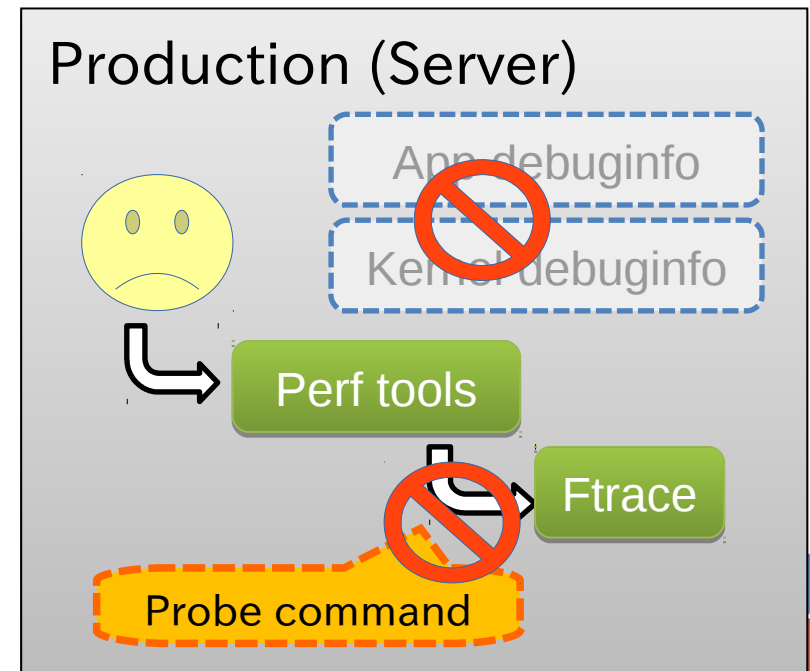 Production (Server)
App debuginfo
Kernel debuginfo
Perf tools
Ftrace
Probe command